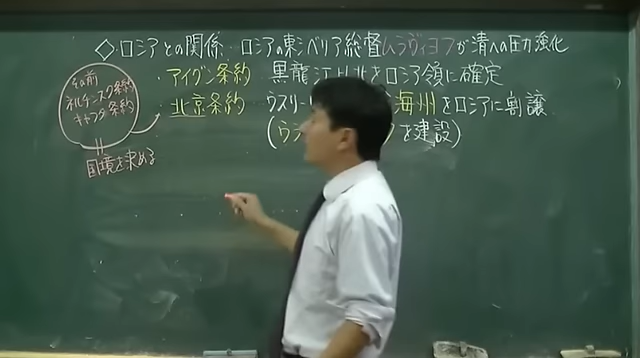 ◇ロシアとの関係 ロシアの東シベリア総督ムラヴィヨフが清への圧力強化
・アイグン条約 黒龍江以北をロシア領に確定
・北京条約 ウスリー 海州をロシアに割譲
(ウラ を建設)
その前
ネルチンスク条約
キャフタ条約
国境を決める